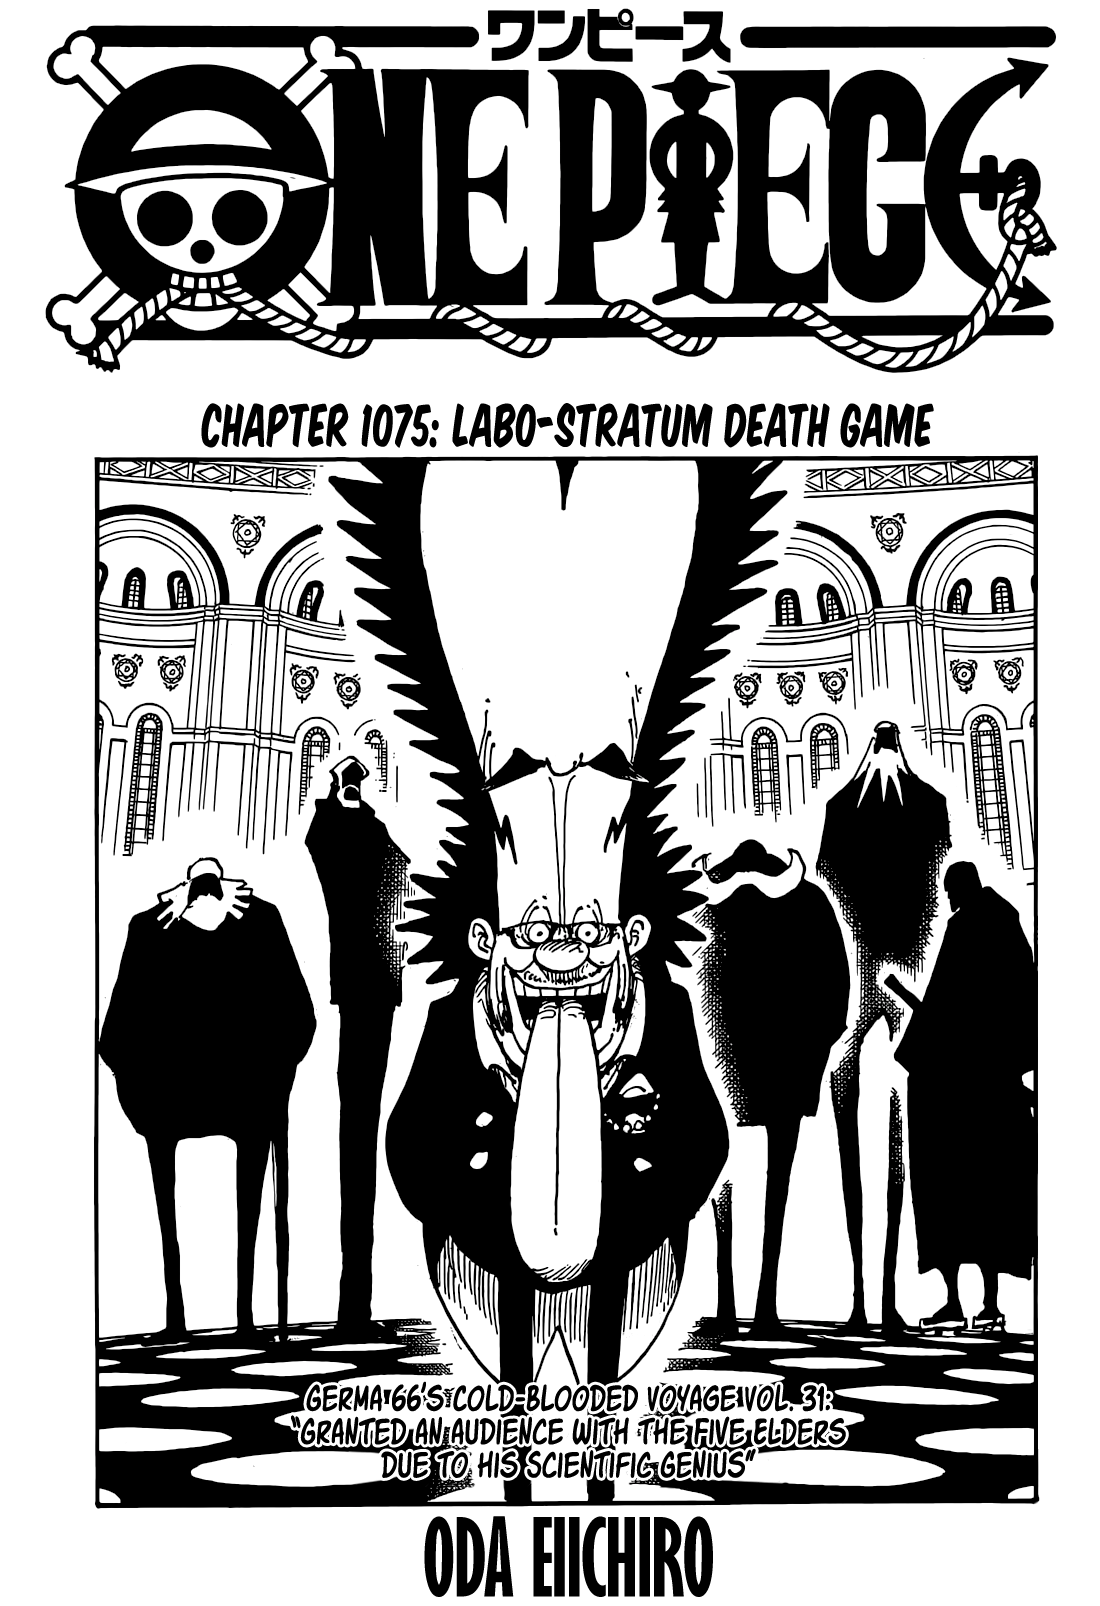 ワンピース
ONE PIECE
CHAPTER 1075: LABO-STRATUM DEATH GAME
GERMA 66'S COLD-BLOODED VOYAGE VOL. 31:
"GRANTED AN AUDIENCE WITH THE FIVE ELDERS
DUE TO HIS SCIENTIFIC GENIUS"
ODA EIICHIRO